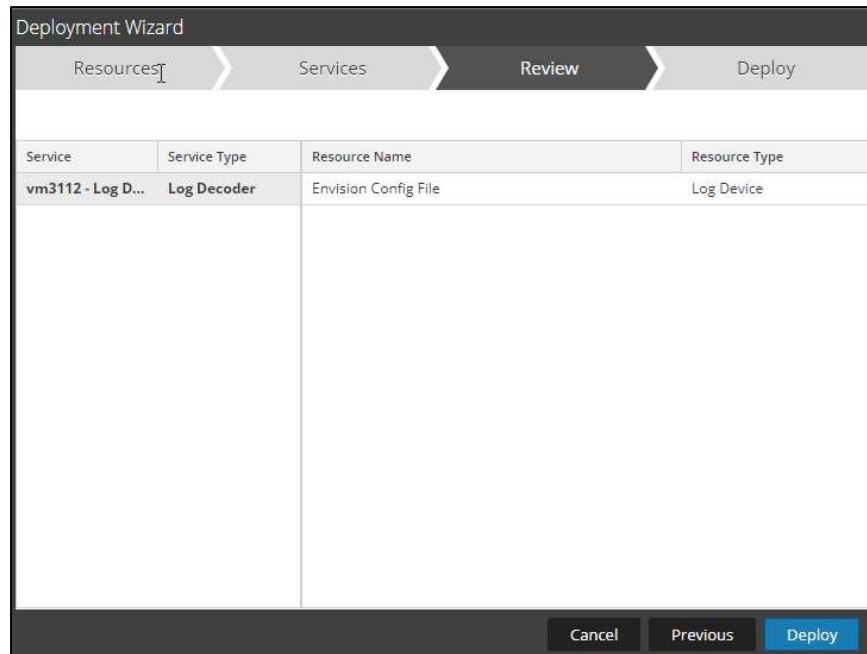 Deployment Wizard
Resources Services Review Deploy
Service Service Type Resource Name Resource Type
vm3112 - Log D... Log Decoder Envision Config File Log Device
Cancel Previous Deploy